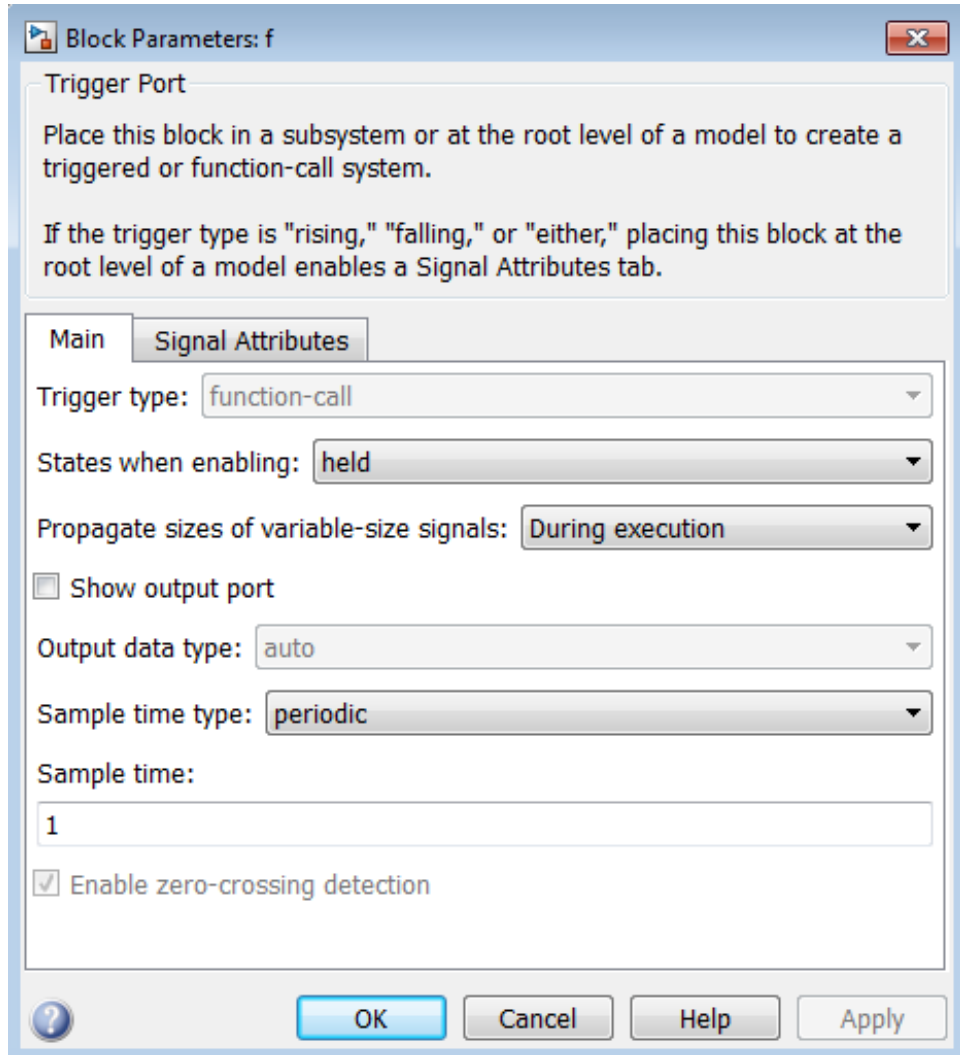 Block Parameters: f
Trigger Port
Place this block in a subsystem or at the root level of a model to create a
triggered or function-call system.
If the trigger type is "rising," "falling," or "either," placing this block at the
root level of a model enables a Signal Attributes tab.
Main Signal Attributes
Trigger type: function-call
States when enabling: held
Propagate sizes of variable-size signals: During execution
Show output port
Output data type: auto
Sample time type: periodic
Sample time:
1
Enable zero-crossing detection
? OK Cancel Help Apply